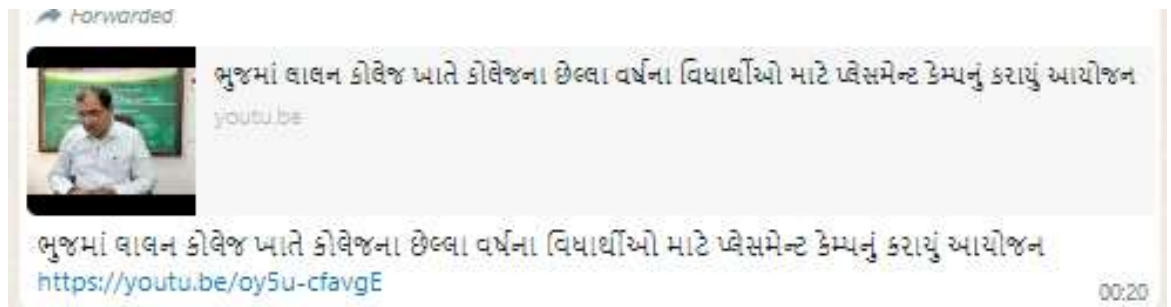 Forwarded
ભુજમાં લાલન કોલેજ ખાતે કોલેજના છેલ્લા વર્ષના વિધાર્થીઓ માટે પ્લેસમેન્ટ કેમ્પનું કરાયું આયોજન
youtu.be
ભુજમાં લાલન કોલેજ ખાતે કોલેજના છેલ્લા વર્ષના વિધાર્થીઓ માટે પ્લેસમેન્ટ કેમ્પનું કરાયું આયોજન
https://youtu.be/oy5u-cfavgE
00:20